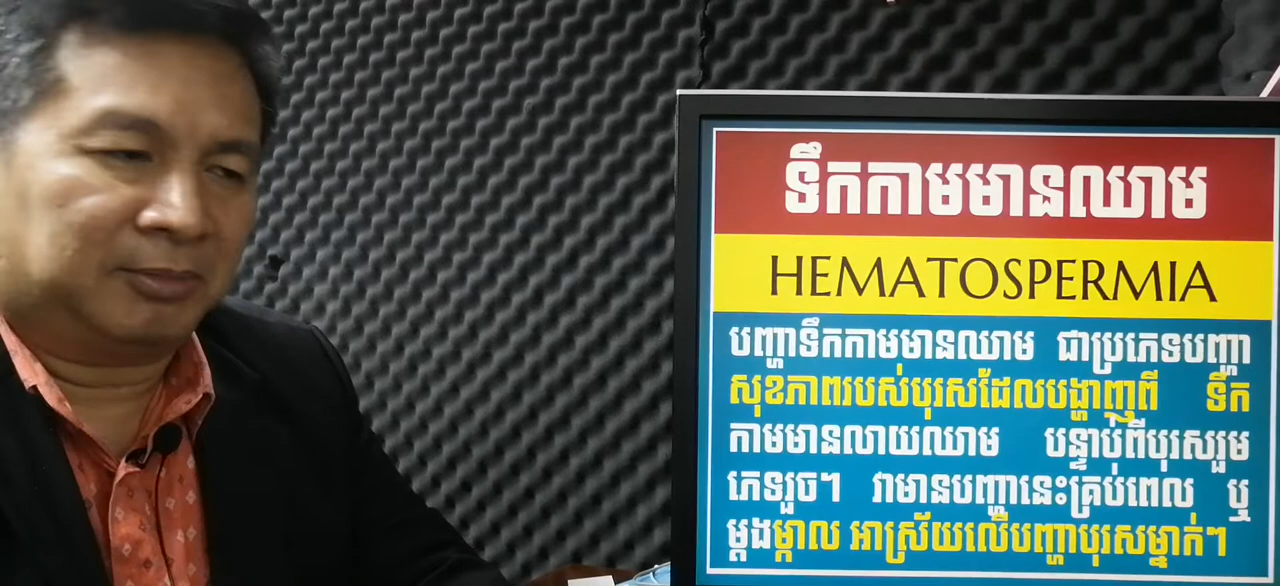 ទឹកកាមមានឈាម
HEMATOSPERMIA
បញ្ហាទឹកកាមមានឈាម ជាប្រភេទបញ្ហា
សុខភាពរបស់បុរសដែលបង្ហាញពី ទឹក
កាមមានលាយឈាម បន្ទាប់ពីបុរសរួម
ភេទរួច។ វាមានបញ្ហានេះគ្រប់ពេល ឬ
ម្ដងម្កាល អាស្រ័យលើបញ្ហាបុរសម្នាក់ៗ